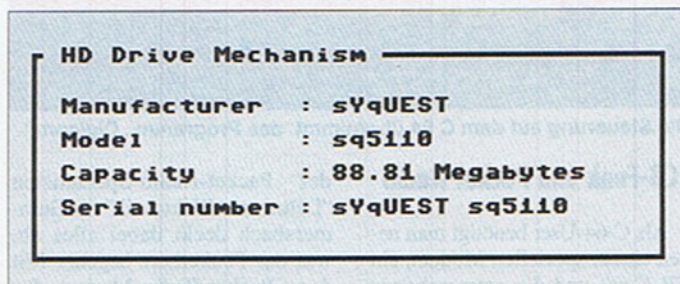 HD Drive Mechanism
Manufacturer : sYqUEST
Model : sq5110
Capacity : 88.81 Megabytes
Serial number : sYqUEST sq5110